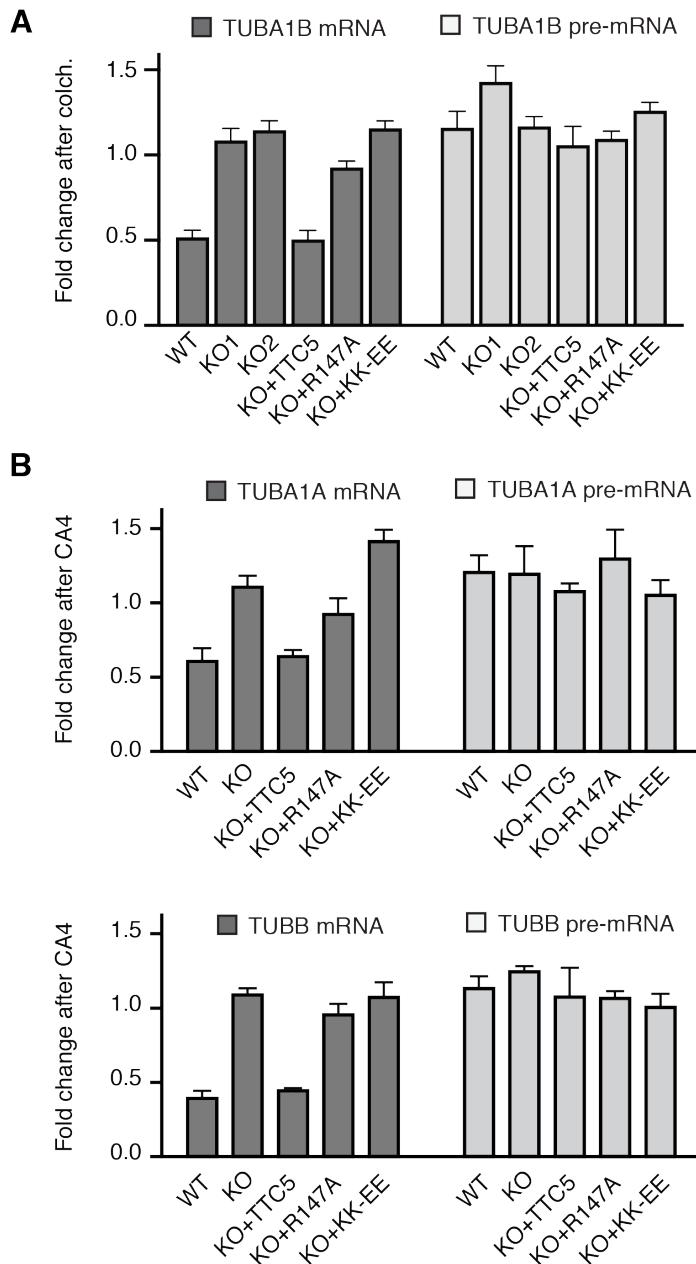 A
TUBA1B mRNA
TUBA1B pre-mRNA
Fold change after colch.
1.5
1.0
0.5
0.0
WT
KO1
KO2
KO+TTC5
KO+R147A
KO+KK-EE
WT
KO1
KO2
KO+TTC5
KO+R147A
KO+KK-EE
B
TUBA1A mRNA
TUBA1A pre-mRNA
Fold change after CA4
1.5
1.0
0.5
0.0
WT
KO
KO+TTC5
KO+R147A
KO+KK-EE
WT
KO
KO+TTC5
KO+R147A
KO+KK-EE
TUBB mRNA
TUBB pre-mRNA
Fold change after CA4
1.5
1.0
0.5
0.0
WT
KO
KO+TTC5
KO+R147A
KO+KK-EE
WT
KO
KO+TTC5
KO+R147A
KO+KK-EE